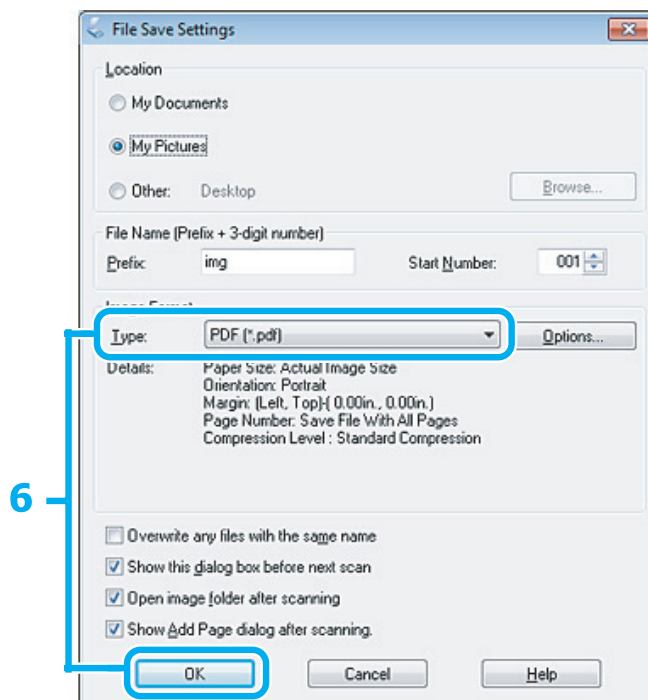 File Save Settings
Location
My Documents
My Pictures
Other: Desktop Browse...
File Name (Prefix + 3-digit number)
Prefix: img Start Number: 001
Image Format
Type: PDF (*.pdf) Options...
Details: Paper Size: Actual Image Size
Orientation: Portrait
Margin: (Left, Top)-( 0.00in., 0.00in.)
Page Number: Save File With All Pages
Compression Level : Standard Compression
6
Overwrite any files with the same name
Show this dialog box before next scan
Open image folder after scanning
Show Add Page dialog after scanning.
OK Cancel Help